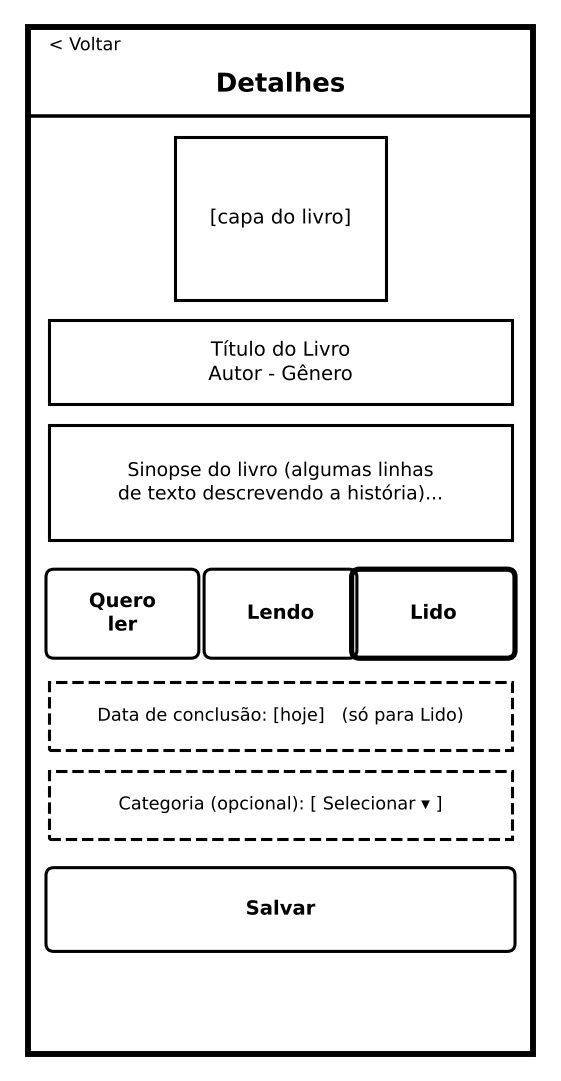 < Voltar
Detalhes
[capa do livro]
Título do Livro
Autor - Gênero
Sinopse do livro (algumas linhas
de texto descrevendo a história)...
Quero
ler
Lendo
Lido
Data de conclusão: [hoje]   (só para Lido)
Categoria (opcional): [ Selecionar ▾ ]
Salvar